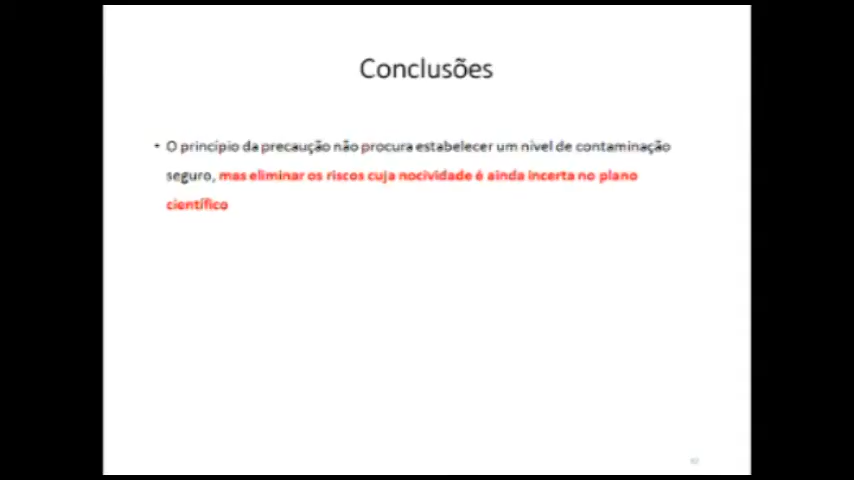 Conclusões
• O princípio da precaução não procura estabelecer um nível de contaminação
seguro, mas eliminar os riscos cuja nocividade é ainda incerta no plano
científico